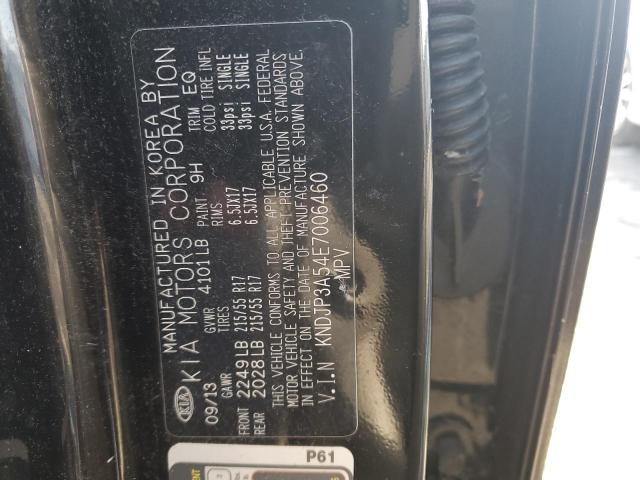 MANUFACTURED IN KOREA BY
KIA KIA MOTORS CORPORATION
09/13 GVWR 4101LB PAINT 9H TRIM EQ
GAWR TIRES RIMS COLD TIRE INFL
FRONT 2249LB 215/55 R17 6.5JX17 33psi SINGLE
REAR 2028LB 215/55 R17 6.5JX17 33psi SINGLE
THIS VEHICLE CONFORMS TO ALL APPLICABLE U.S.A. FEDERAL
MOTOR VEHICLE SAFETY AND THEFT PREVENTION STANDARDS
IN EFFECT ON THE DATE OF MANUFACTURE SHOWN ABOVE.
V.I.N KNDJP3A54E7006460
MPV
P61